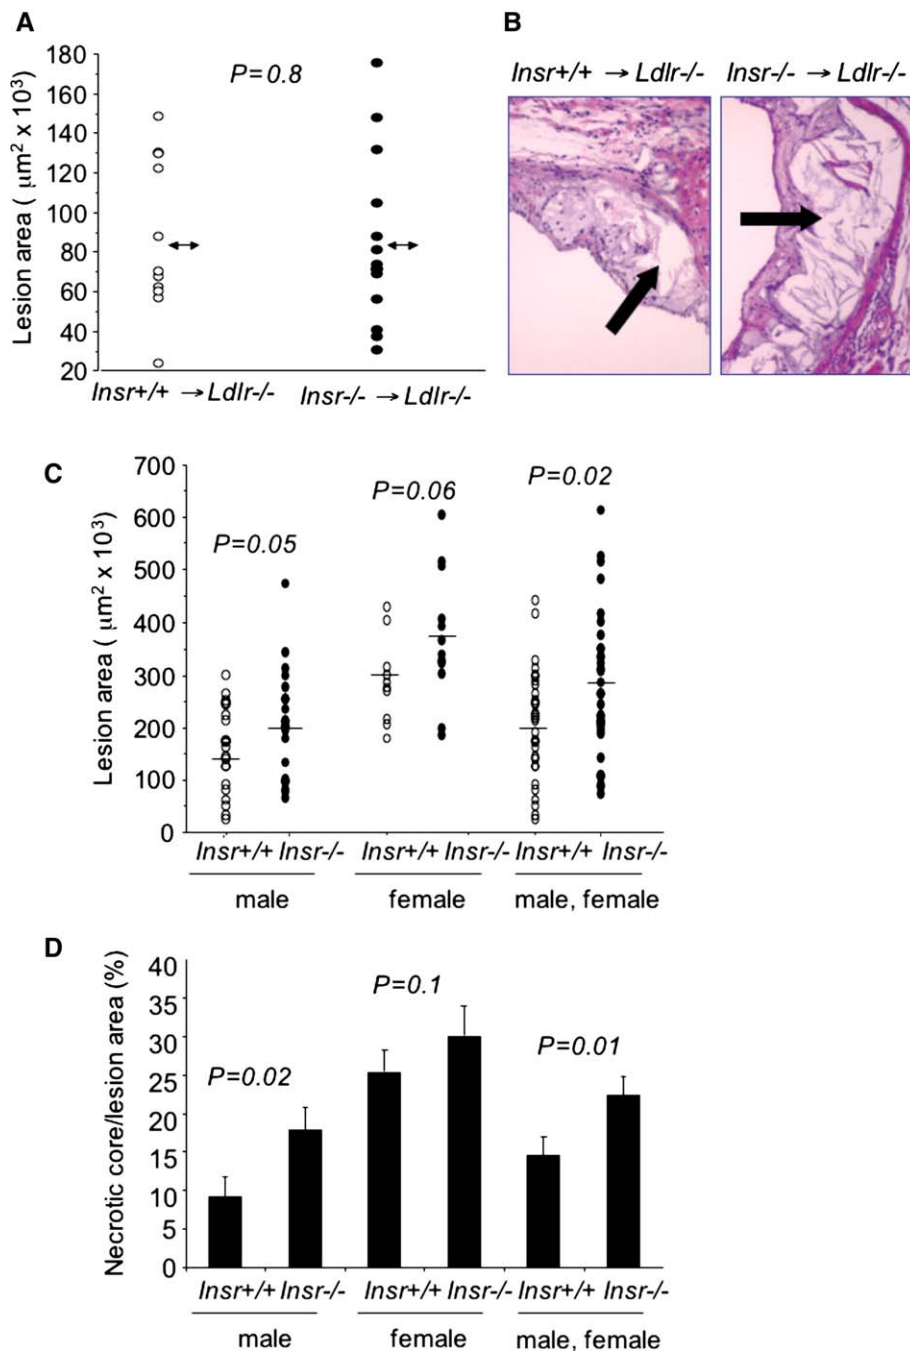 A
Lesion area ( µm² x 10³)
180
160
140
120
100
80
60
40
20
P=0.8
Insr+/+ → Ldlr-/-
Insr-/- → Ldlr-/-
B
Insr+/+ → Ldlr-/-
Insr-/- → Ldlr-/-
C
Lesion area ( µm² x 10³)
700
600
500
400
300
200
100
0
P=0.05
P=0.06
P=0.02
Insr+/+ Insr-/-
Insr+/+ Insr-/-
Insr+/+ Insr-/-
male
female
male, female
D
Necrotic core/lesion area (%)
40
35
30
25
20
15
10
5
0
P=0.02
P=0.1
P=0.01
Insr+/+ Insr-/-
Insr+/+ Insr-/-
Insr+/+ Insr-/-
male
female
male, female